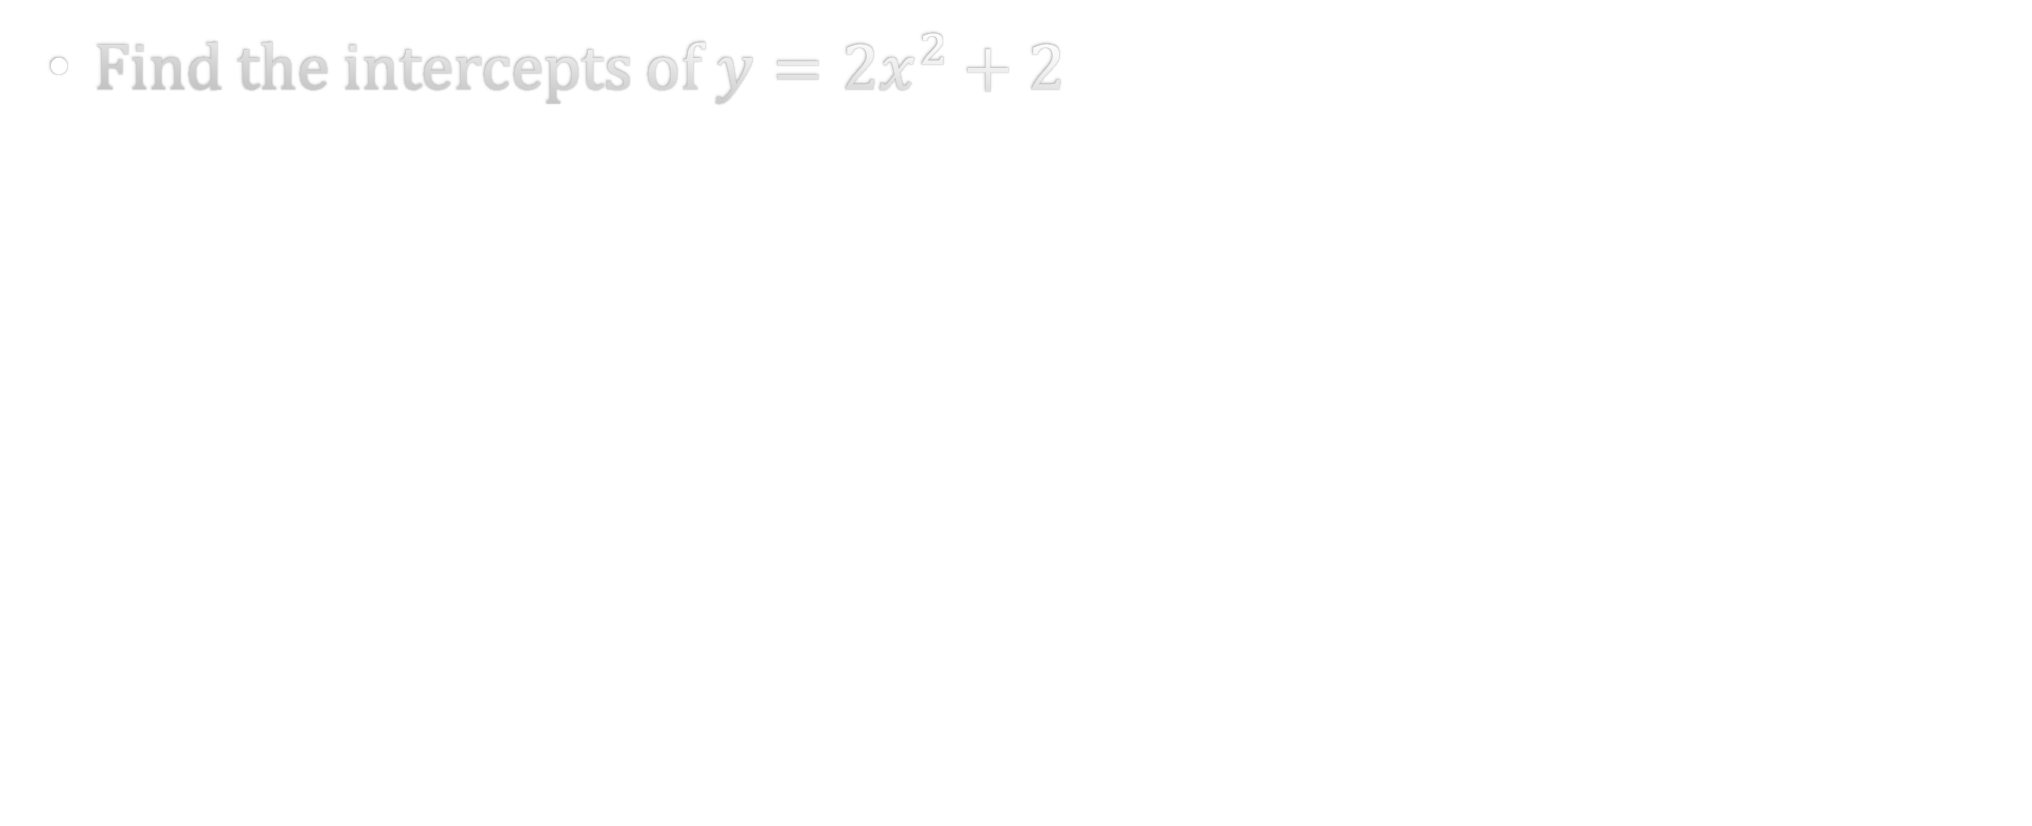 ◦ Find the intercepts of y = 2x² + 2